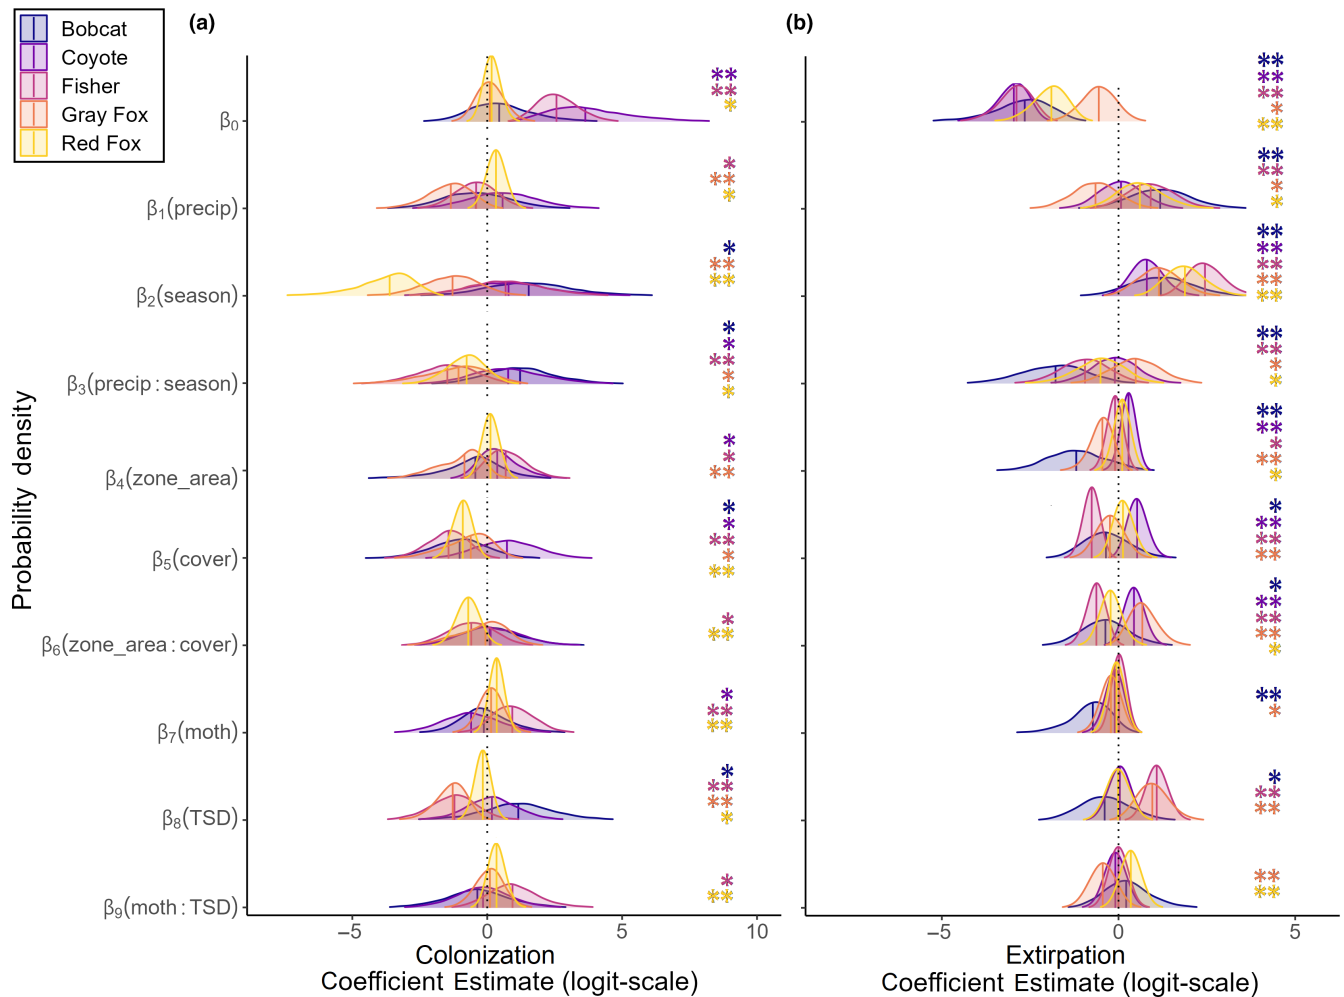 (a)
(b)
Bobcat
Coyote
Fisher
Gray Fox
Red Fox
Probability density
β0
β1(precip)
β2(season)
β3(precip : season)
β4(zone_area)
β5(cover)
β6(zone_area : cover)
β7(moth)
β8(TSD)
β9(moth : TSD)
** ** *
* ** *
* ** **
* * ** * *
* * **
* * ** * **
* **
* ** **
* ** ** *
* **
** ** ** * **
** ** * *
** ** ** ** **
** ** * *
** ** * ** *
* ** ** **
* ** ** ** *
** *
* ** **
** **
−5 0 5 10
−5 0 5
Colonization
Coefficient Estimate (logit-scale)
Extirpation
Coefficient Estimate (logit-scale)